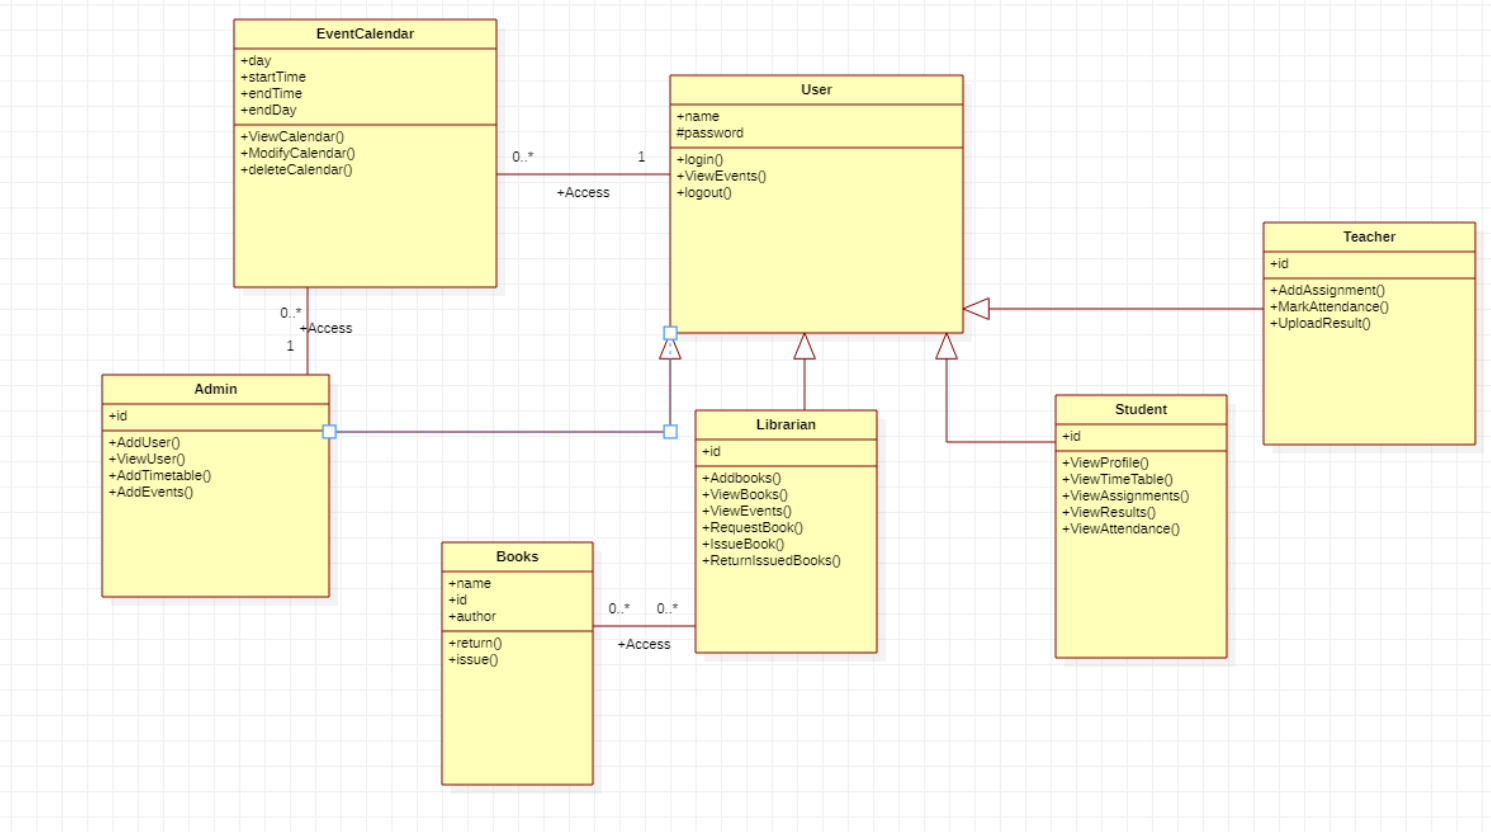 EventCalendar
+day
+startTime
+endTime
+endDay
+ViewCalendar()
+ModifyCalendar()
+deleteCalendar()
0..*
1
+Access
User
+name
#password
+login()
+ViewEvents()
+logout()
Teacher
+id
+AddAssignment()
+MarkAttendance()
+UploadResult()
0..*
+Access
1
Admin
+id
+AddUser()
+ViewUser()
+AddTimetable()
+AddEvents()
Librarian
+id
+Addbooks()
+ViewBooks()
+ViewEvents()
+RequestBook()
+IssueBook()
+ReturnIssuedBooks()
Student
+id
+ViewProfile()
+ViewTimeTable()
+ViewAssignments()
+ViewResults()
+ViewAttendance()
Books
+name
+id
+author
+return()
+issue()
0..*
0..*
+Access